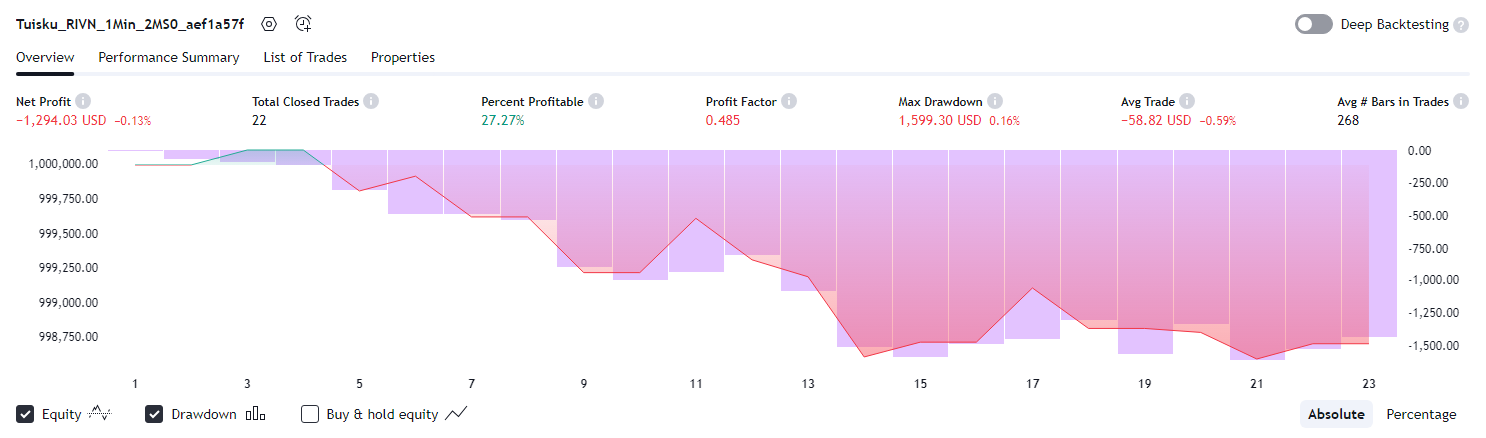 Tuisku_RIVN_1Min_2MS0_aef1a57f
Deep Backtesting ?
Overview Performance Summary List of Trades Properties
Net Profit Total Closed Trades Percent Profitable Profit Factor Max Drawdown Avg Trade Avg # Bars in Trades
−1,294.03 USD −0.13% 22 27.27% 0.485 1,599.30 USD 0.16% −58.82 USD −0.59% 268
1,000,000.00
999,750.00
999,500.00
999,250.00
999,000.00
998,750.00
0.00
-250.00
-500.00
-750.00
-1,000.00
-1,250.00
-1,500.00
1 3 5 7 9 11 13 15 17 19 21 23
Equity Drawdown Buy & hold equity Absolute Percentage